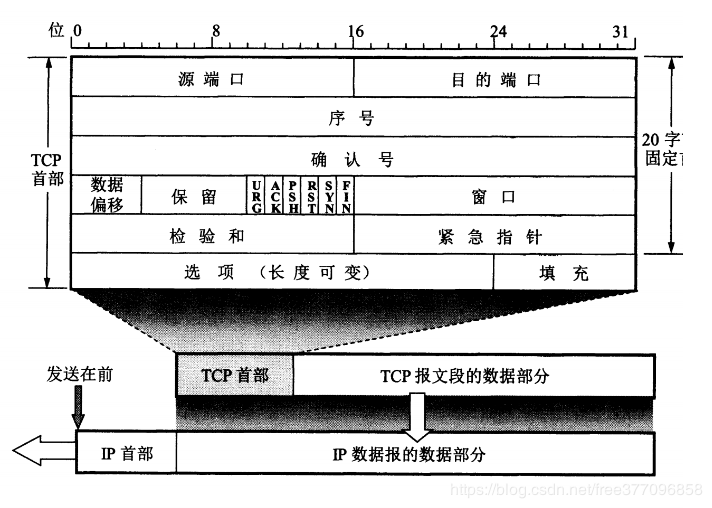 位 0 8 16 24 31
源端口 目的端口
序号
TCP 首部
确认号
20 字
固定
数据偏移 保留 URG ACK PSH RST SYN FIN 窗口
检验和 紧急指针
选项 (长度可变) 填充
发送在前
TCP 首部 TCP 报文段的数据部分
IP 首部 IP 数据报的数据部分
https://blog.csdn.net/free377096858